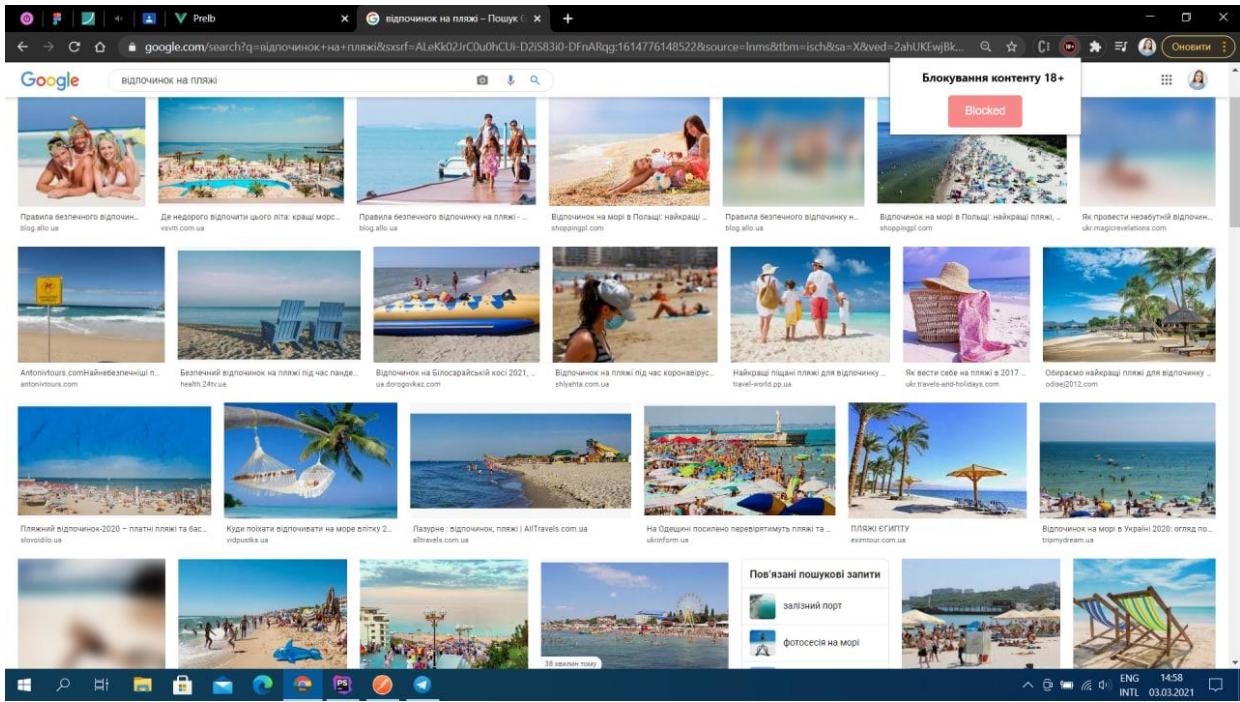 Prelb
відпочинок на пляжі – Пошук G
google.com/search?q=відпочинок+на+пляжі&sxsrf=ALeKk02JrC0u0hCUi-D2iS83i0-DFnARqg:1614776148522&source=lnms&tbm=isch&sa=X&ved=2ahUKEwjBk...
Оновити
Google
відпочинок на пляжі
Блокування контенту 18+
Blocked
Правила безпечного відпочин...
blog.allo.ua
Де недорого відпочити цього літа: кращі морс...
vsviti.com.ua
Правила безпечного відпочинку на пляжі - ...
blog.allo.ua
Відпочинок на морі в Польщі: найкращі ...
shoppingpl.com
Правила безпечного відпочинку н...
blog.allo.ua
Відпочинок на морі в Польщі: найкращі пляжі, ...
shoppingpl.com
Як провести незабутній відпочин...
ukr.magicrevelations.com
Antonivtours.comНайнебезпечніші п...
antonivtours.com
Безпечний відпочинок на пляжі під час панде...
health.24tv.ua
Відпочинок на Білосарайській косі 2021, ...
ua.dorogovkaz.com
Відпочинок на пляжі під час коронавірус...
shlyahta.com.ua
Найкращі піщані пляжі для відпочинку ...
travel-world.pp.ua
Як вести себе на пляжі в 2017 ...
ukr.travels-and-holidays.com
Обираємо найкращі пляжі для відпочинку ...
odisej2012.com
Пляжний відпочинок-2020 – платні пляжі та бас...
slovoidilo.ua
Куди поїхати відпочивати на море влітку 2...
vidpustka.ua
Лазурне : відпочинок, пляжі | AllTravels.com.ua
alltravels.com.ua
На Одещині посилено перевірятимуть пляжі та ...
ukrinform.ua
ПЛЯЖІ ЄГИПТУ
eximtour.com.ua
Відпочинок на морі в Україні 2020: огляд по...
tripmydream.ua
38 хвилин тому
Пов'язані пошукові запити
залізний порт
фотосесія на морі
ENG
INTL
14:58
03.03.2021